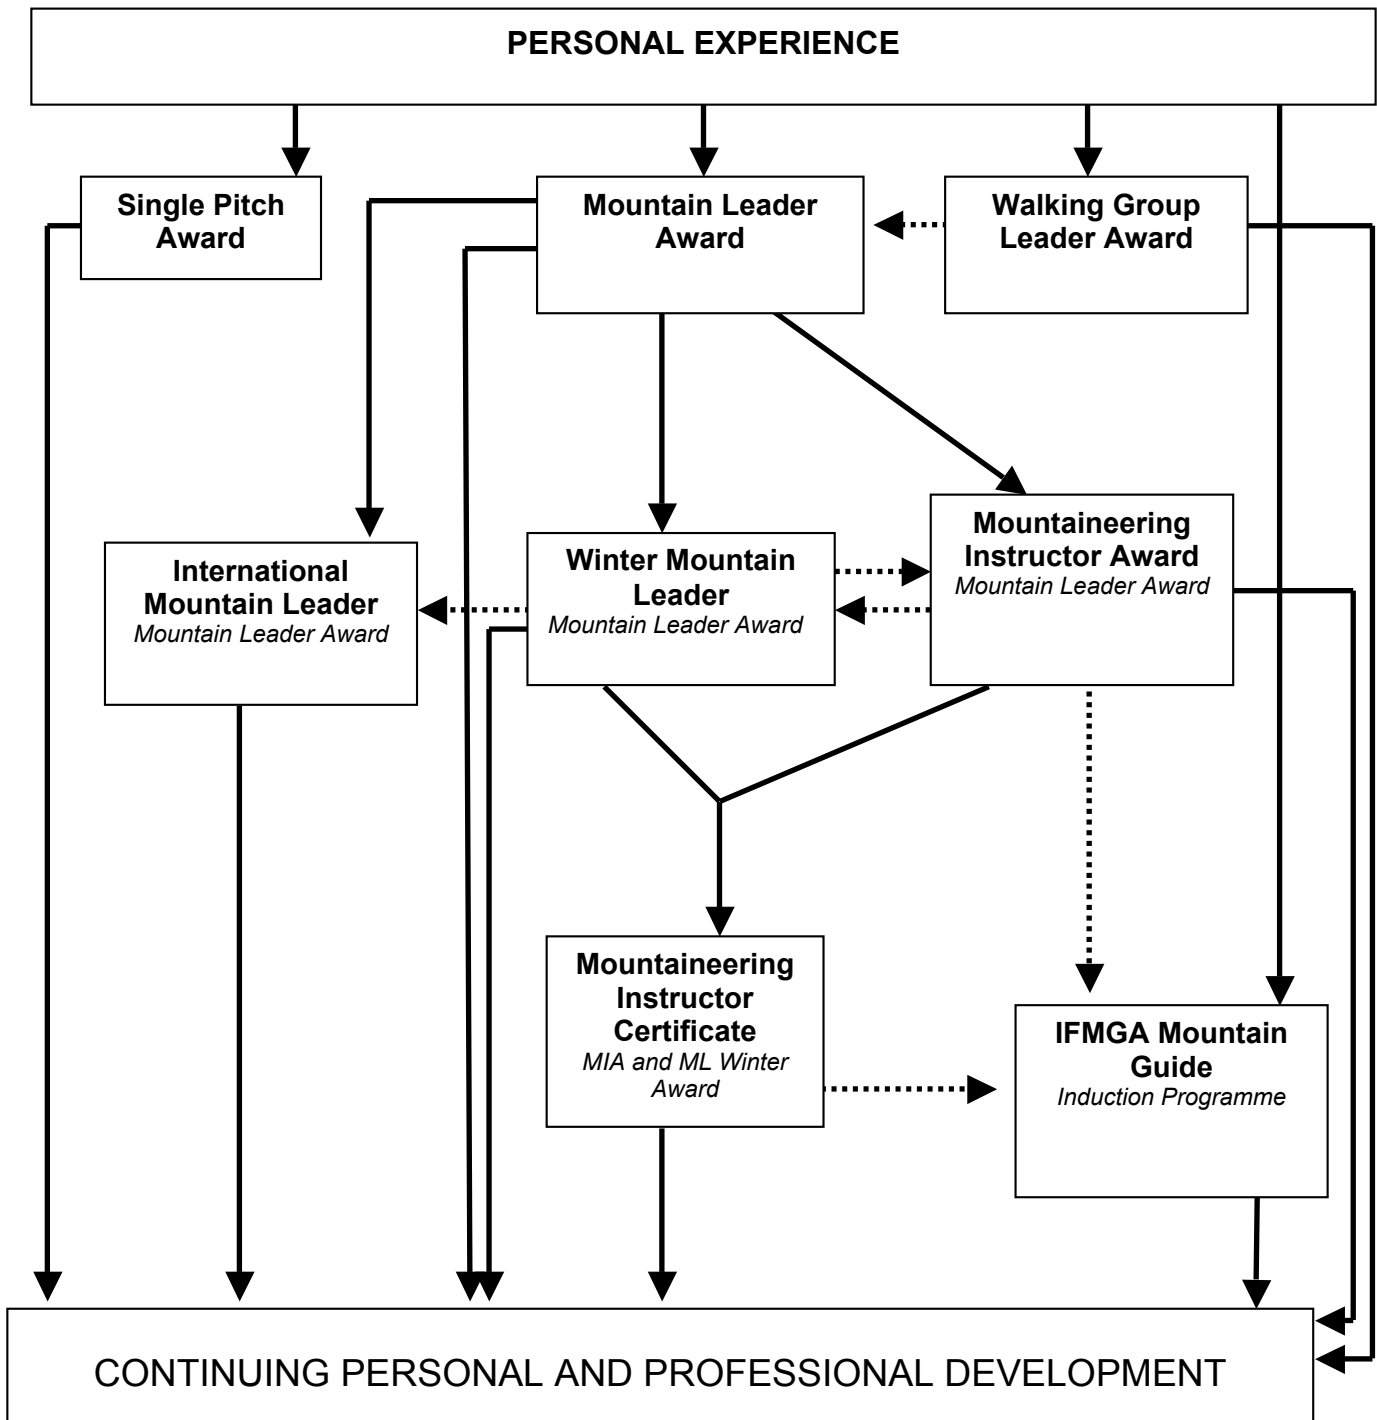 PERSONAL EXPERIENCE
Single Pitch
Award
Mountain Leader
Award
Walking Group
Leader Award
International
Mountain Leader
Mountain Leader Award
Winter Mountain
Leader
Mountain Leader Award
Mountaineering
Instructor Award
Mountain Leader Award
Mountaineering
Instructor
Certificate
MIA and ML Winter
Award
IFMGA Mountain
Guide
Induction Programme
CONTINUING PERSONAL AND PROFESSIONAL DEVELOPMENT